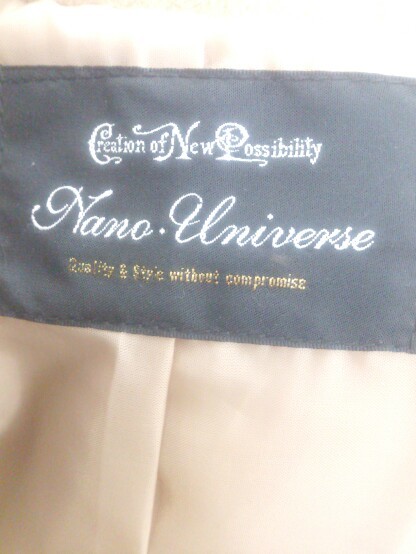 Creation of New Possibility
Nano・Universe
Quality & Style without compromise